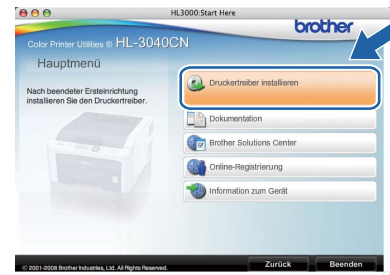 HL3000:Start Here
brother
Color Printer Utilities ® HL-3040CN
Hauptmenü
Nach beendeter Ersteinrichtung
installieren Sie den Druckertreiber.
Druckertreiber installieren
Dokumentation
Brother Solutions Center
Online-Registrierung
Information zum Gerät
© 2001-2008 Brother Industries, Ltd. All Rights Reserved.
Zurück
Beenden